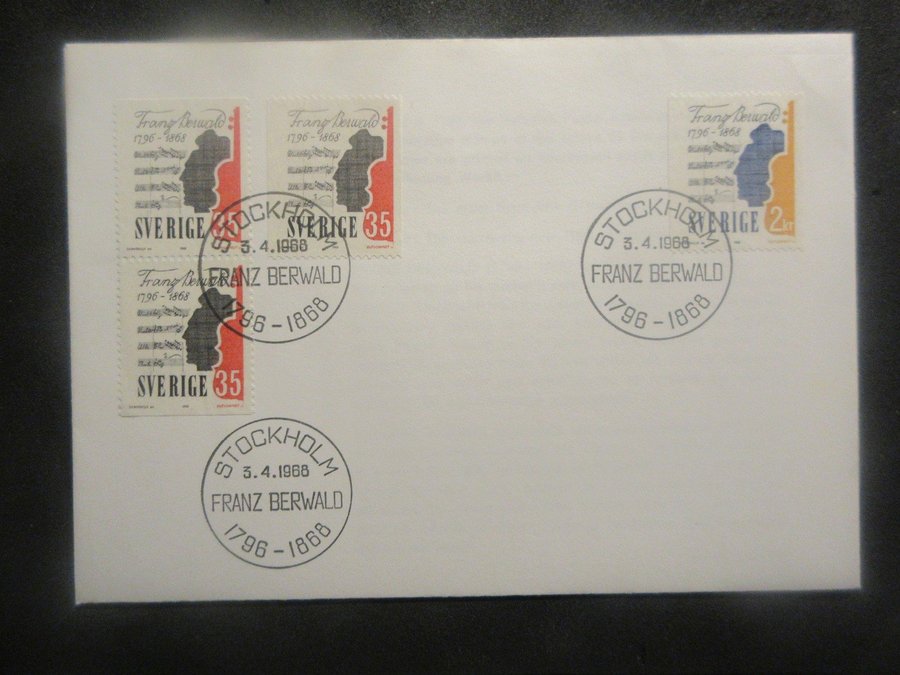 Franz Berwald
1796-1868
SVERIGE 35
Franz Berwald
1796-1868
SVERIGE 35
Franz Berwald
1796-1868
SVERIGE 35
STOCKHOLM
3.4.1968
FRANZ BERWALD
1796-1868
STOCKHOLM
3.4.1968
FRANZ BERWALD
1796-1868
Franz Berwald
1796-1868
SVERIGE 2kr
STOCKHOLM
3.4.1968
FRANZ BERWALD
1796-1868